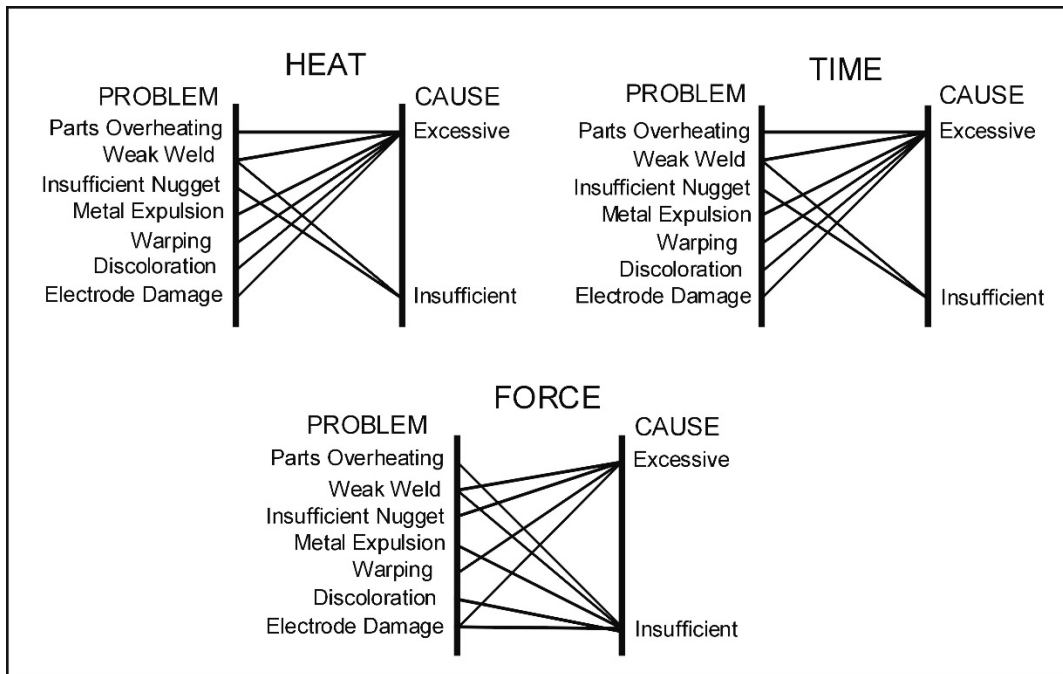 HEAT
PROBLEM
CAUSE
Parts Overheating
Excessive
Weak Weld
Insufficient Nugget
Metal Expulsion
Warping
Discoloration
Electrode Damage
Insufficient
TIME
PROBLEM
CAUSE
Parts Overheating
Excessive
Weak Weld
Insufficient Nugget
Metal Expulsion
Warping
Discoloration
Electrode Damage
Insufficient
FORCE
PROBLEM
CAUSE
Parts Overheating
Excessive
Weak Weld
Insufficient Nugget
Metal Expulsion
Warping
Discoloration
Electrode Damage
Insufficient